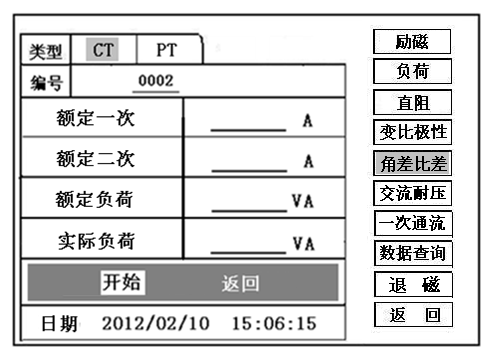 类型 CT PT
编号 0002
额定一次 A
额定二次 A
额定负荷 VA
实际负荷 VA
开始 返回
日期 2012/02/10 15:06:15
励磁
负荷
直阻
变比极性
角差比差
交流耐压
一次通流
数据查询
退 磁
返 回